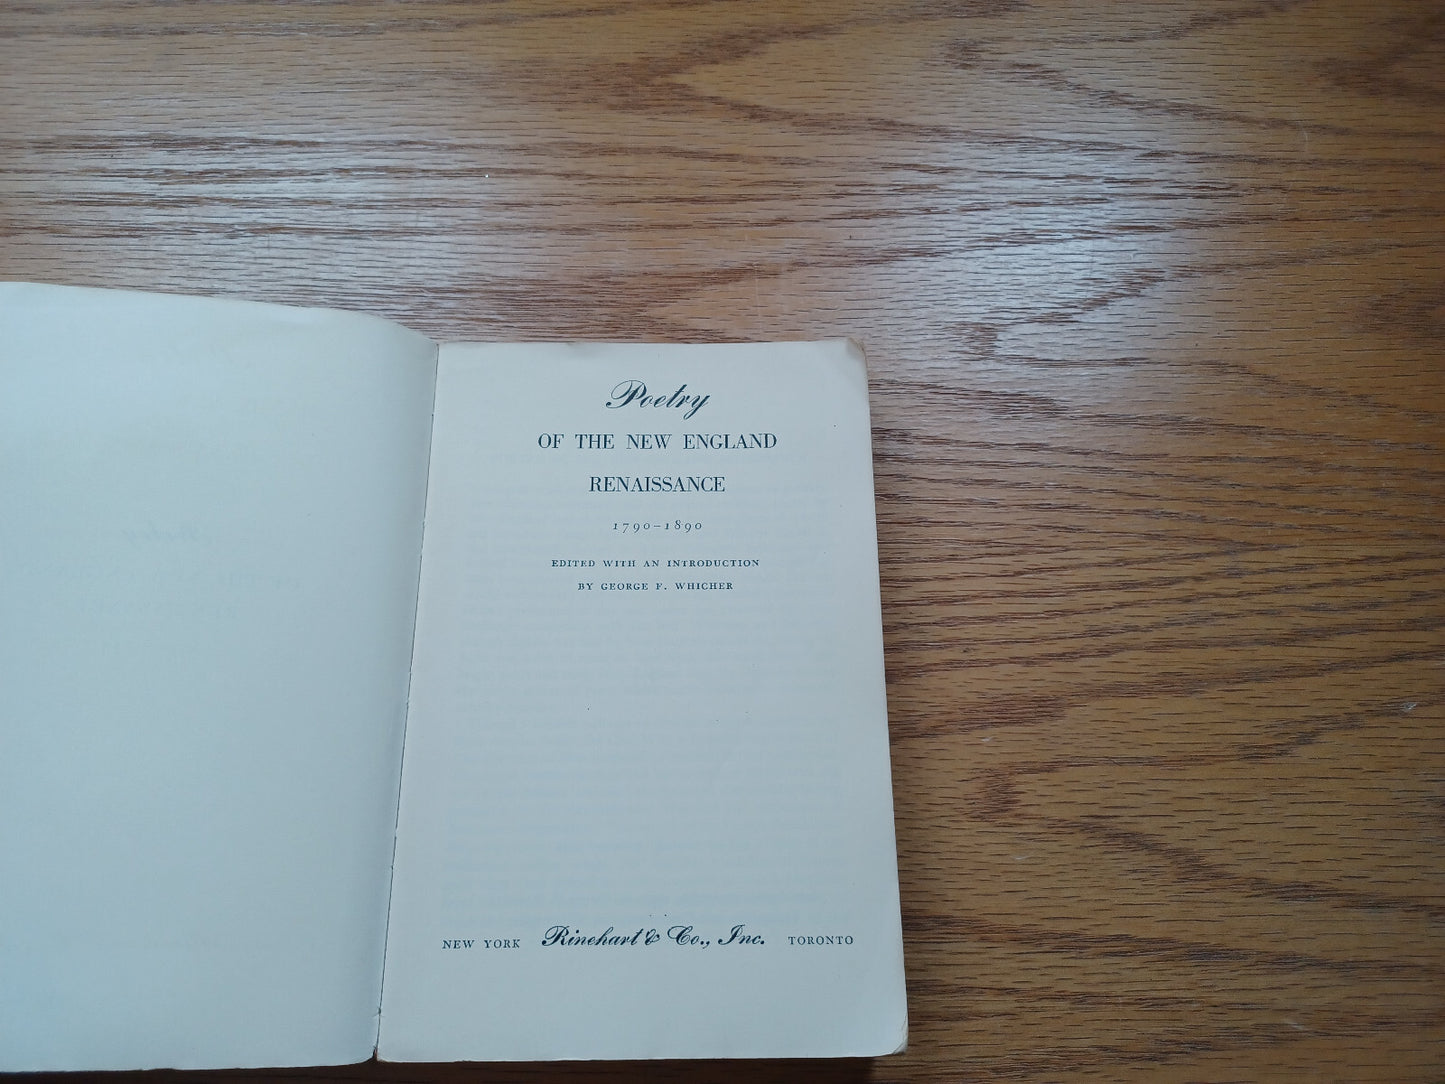 Poetry
OF THE NEW ENGLAND
RENAISSANCE
1790–1890
EDITED WITH AN INTRODUCTION
BY GEORGE F. WHICHER
NEW YORK Rinehart & Co., Inc. TORONTO